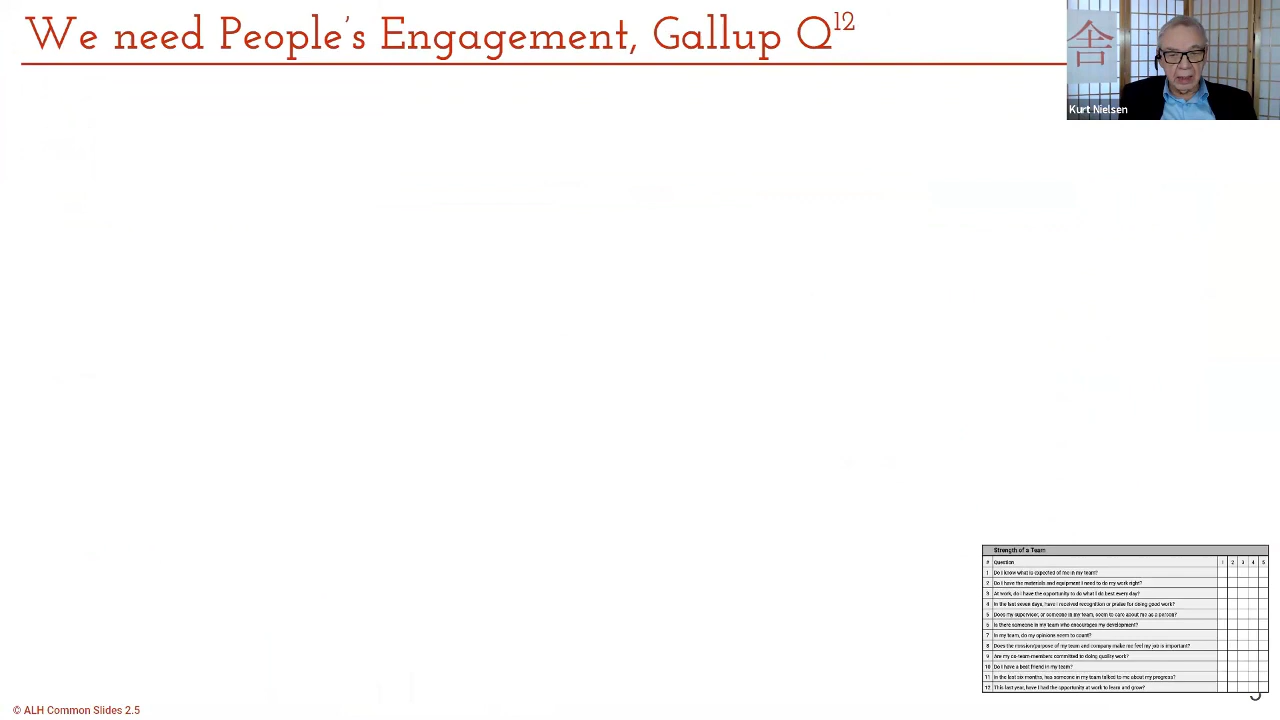 We need People's Engagement, Gallup Q12
舎
Kurt Nielsen
Strength of a Team
# Question 1 2 3 4 5
1 Do I know what is expected of me in my team?
2 Do I have the materials and equipment I need to do my work right?
3 At work, do I have the opportunity to do what I do best every day?
4 In the last seven days, have I received recognition or praise for doing good work?
5 Does my supervisor, or someone in my team, seem to care about me as a person?
6 Is there someone in my team who encourages my development?
7 In my team, do my opinions seem to count?
8 Does the mission/purpose of my team and company make me feel my job is important?
9 Are my co-team-members committed to doing quality work?
10 Do I have a best friend in my team?
11 In the last six months, has someone in my team talked to me about my progress?
12 This last year, have I had the opportunity at work to learn and grow?
© ALH Common Slides 2.5